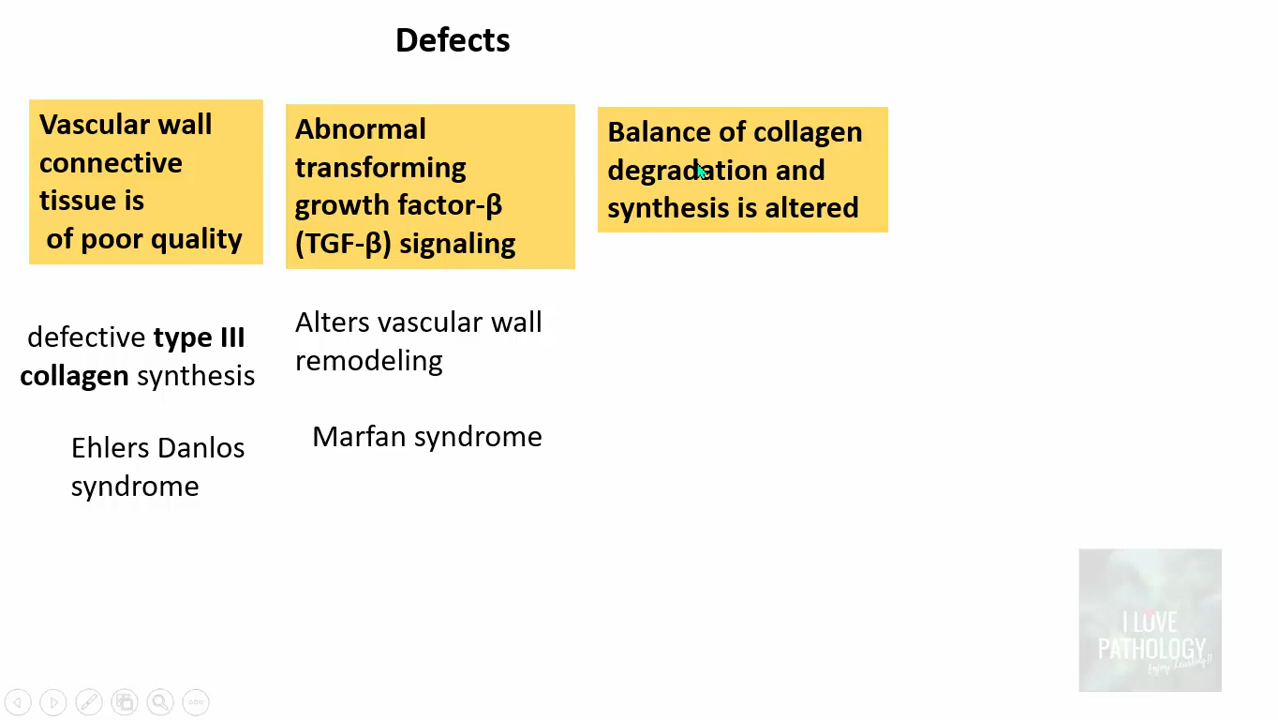 Defects
Vascular wall
connective
tissue is
of poor quality
Abnormal
transforming
growth factor-β
(TGF-β) signaling
Balance of collagen
degradation and
synthesis is altered
defective type III
collagen synthesis
Ehlers Danlos
syndrome
Alters vascular wall
remodeling
Marfan syndrome
I LOVE
PATHOLOGY
Enjoy Learning!!